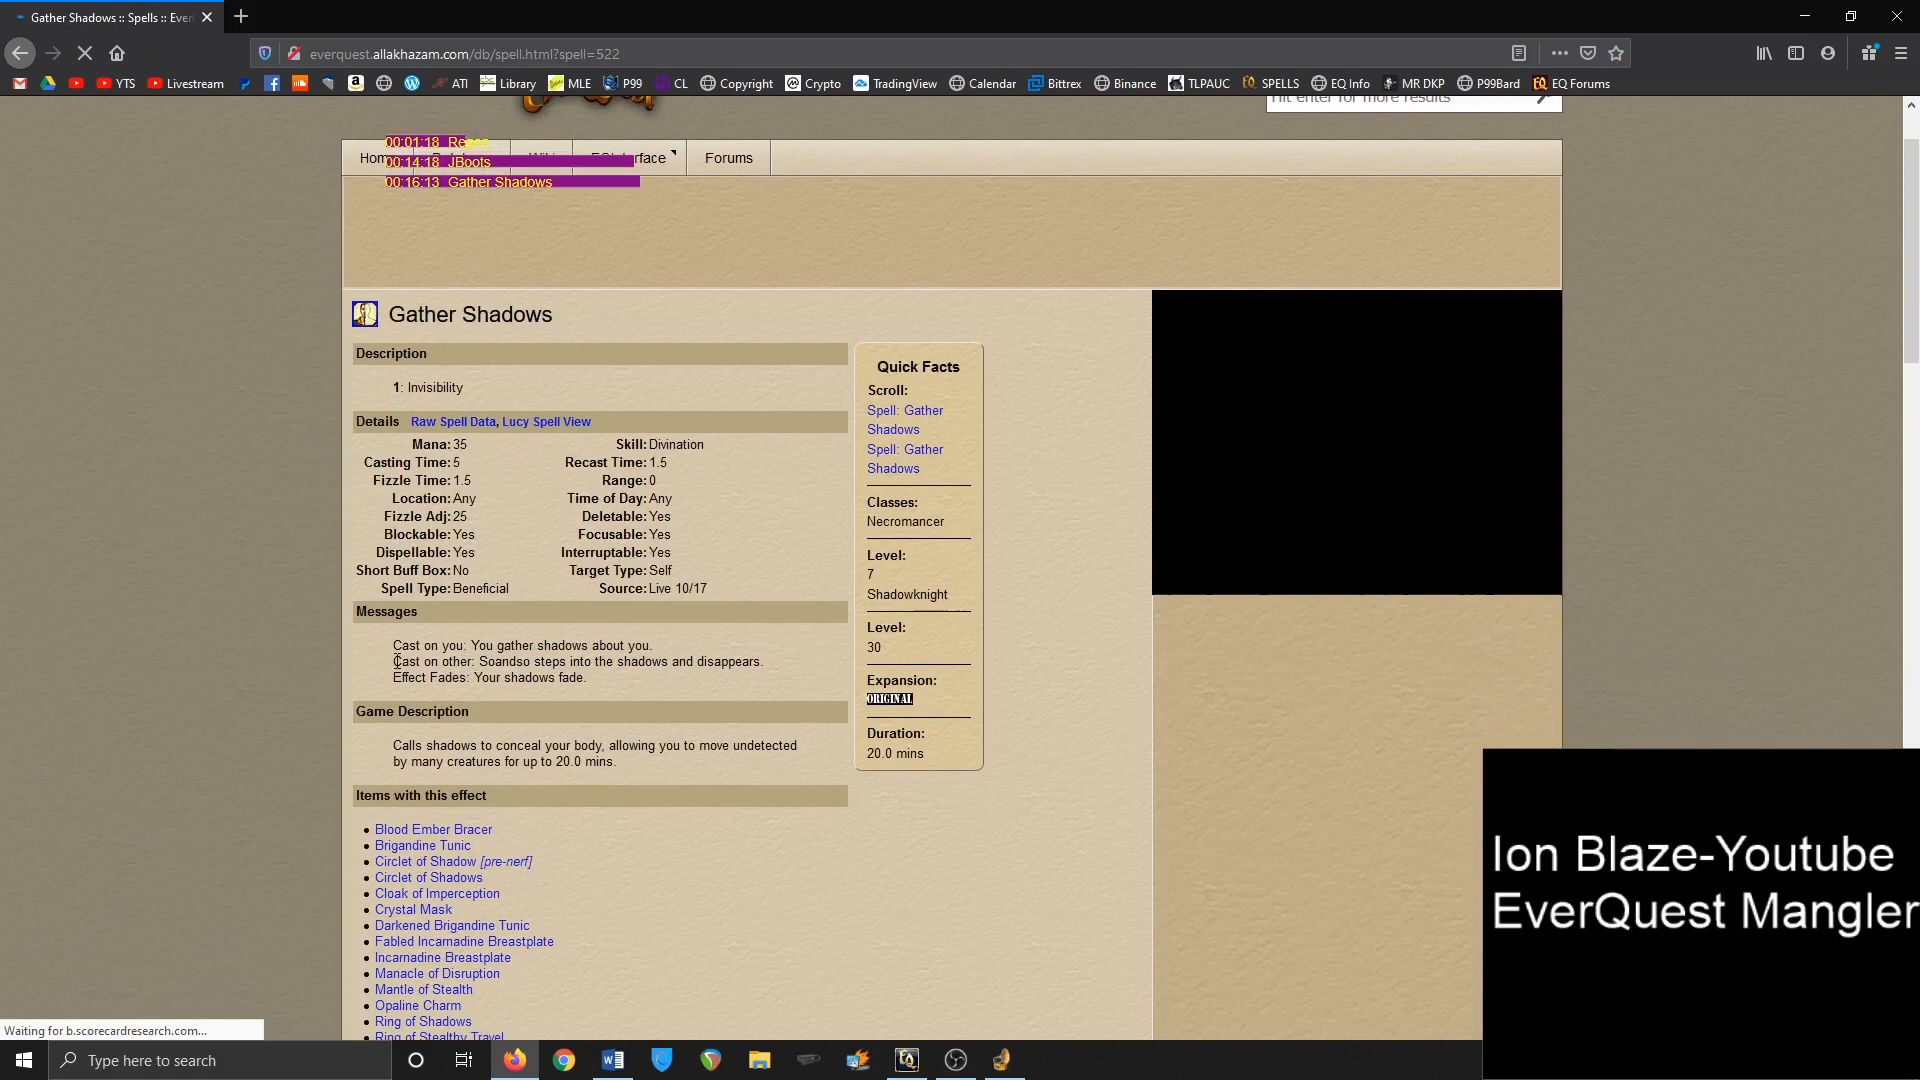 Gather Shadows :: Spells :: Ever
everquest.allakhazam.com/db/spell.html?spell=522
YTS
Livestream
ATI
Library
MLE
P99
CL
Copyright
Crypto
TradingView
Calendar
Bittrex
Binance
TLPAUC
SPELLS
EQ Info
MR DKP
P99Bard
EQ Forums
Hit enter for more results
00:01:18 Regen
Forums
00:14:18 JBoots
00:16:13 Gather Shadows
Gather Shadows
Description
1: Invisibility
Details Raw Spell Data, Lucy Spell View
Mana: 35 Skill: Divination
Casting Time: 5 Recast Time: 1.5
Fizzle Time: 1.5 Range: 0
Location: Any Time of Day: Any
Fizzle Adj: 25 Deletable: Yes
Blockable: Yes Focusable: Yes
Dispellable: Yes Interruptable: Yes
Short Buff Box: No Target Type: Self
Spell Type: Beneficial Source: Live 10/17
Messages
Cast on you: You gather shadows about you.
Cast on other: Soandso steps into the shadows and disappears.
Effect Fades: Your shadows fade.
Game Description
Calls shadows to conceal your body, allowing you to move undetected
by many creatures for up to 20.0 mins.
Items with this effect
Blood Ember Bracer
Brigandine Tunic
Circlet of Shadow [pre-nerf]
Circlet of Shadows
Cloak of Imperception
Crystal Mask
Darkened Brigandine Tunic
Fabled Incarnadine Breastplate
Incarnadine Breastplate
Manacle of Disruption
Mantle of Stealth
Opaline Charm
Ring of Shadows
Ring of Stealthy Travel
Quick Facts
Scroll:
Spell: Gather
Shadows
Spell: Gather
Shadows
Classes:
Necromancer
Level:
7
Shadowknight
Level:
30
Expansion:
ORIGINAL
Duration:
20.0 mins
Ion Blaze-Youtube
EverQuest Mangler
Waiting for b.scorecardresearch.com...
Type here to search